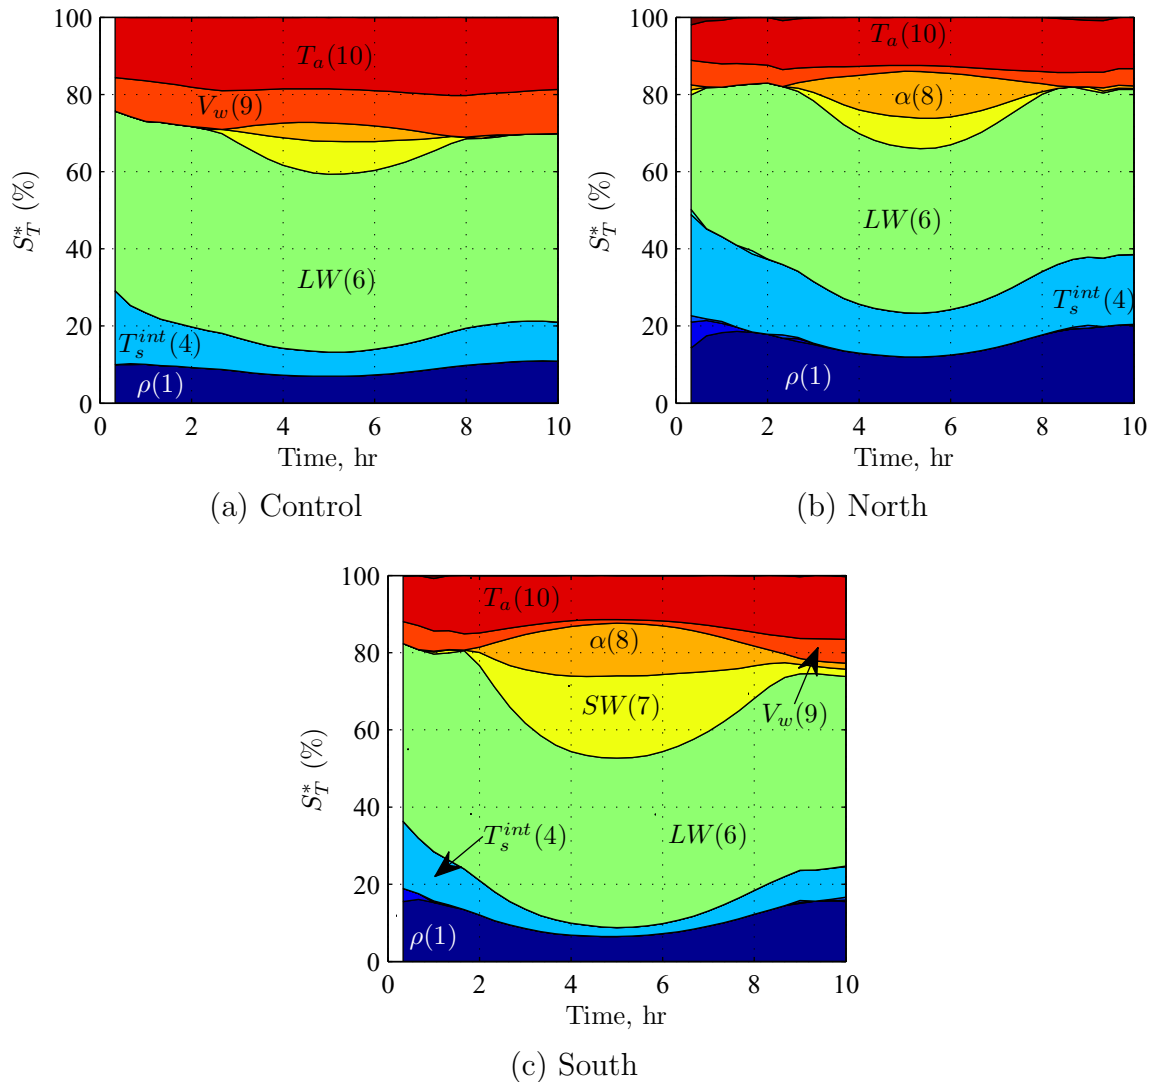 100
80
60
40
20
0
S_T^* (%)
T_a(10)
V_w(9)
LW(6)
T_s^{int}(4)
ρ(1)
0 2 4 6 8 10
Time, hr
(a) Control
100
80
60
40
20
0
S_T^* (%)
T_a(10)
α(8)
LW(6)
T_s^{int}(4)
ρ(1)
0 2 4 6 8 10
Time, hr
(b) North
100
80
60
40
20
0
S_T^* (%)
T_a(10)
α(8)
SW(7)
V_w(9)
T_s^{int}(4)
LW(6)
ρ(1)
0 2 4 6 8 10
Time, hr
(c) South